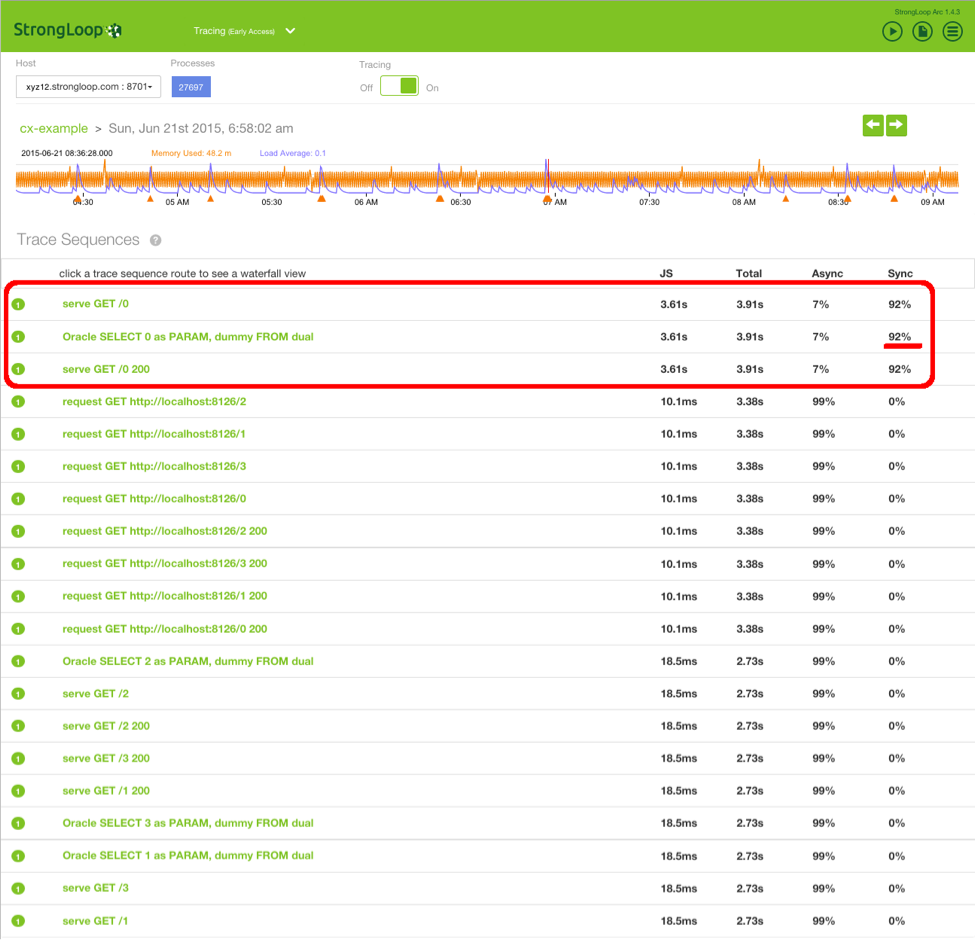 StrongLoop Arc 1.4.3
StrongLoop
Tracing (Early Access)
Host
Processes
Tracing
xyz12.strongloop.com : 8701
27697
Off
On
cx-example > Sun, Jun 21st 2015, 6:58:02 am
2015-06-21 08:36:28.000 Memory Used: 48.2 m Load Average: 0.1
04:30 05 AM 05:30 06 AM 06:30 07 AM 07:30 08 AM 08:30 09 AM
Trace Sequences ?
click a trace sequence route to see a waterfall view JS Total Async Sync
1 serve GET /0 3.61s 3.91s 7% 92%
1 Oracle SELECT 0 as PARAM, dummy FROM dual 3.61s 3.91s 7% 92%
1 serve GET /0 200 3.61s 3.91s 7% 92%
1 request GET http://localhost:8126/2 10.1ms 3.38s 99% 0%
1 request GET http://localhost:8126/1 10.1ms 3.38s 99% 0%
1 request GET http://localhost:8126/3 10.1ms 3.38s 99% 0%
1 request GET http://localhost:8126/0 10.1ms 3.38s 99% 0%
1 request GET http://localhost:8126/2 200 10.1ms 3.38s 99% 0%
1 request GET http://localhost:8126/3 200 10.1ms 3.38s 99% 0%
1 request GET http://localhost:8126/1 200 10.1ms 3.38s 99% 0%
1 request GET http://localhost:8126/0 200 10.1ms 3.38s 99% 0%
1 Oracle SELECT 2 as PARAM, dummy FROM dual 18.5ms 2.73s 99% 0%
1 serve GET /2 18.5ms 2.73s 99% 0%
1 serve GET /2 200 18.5ms 2.73s 99% 0%
1 serve GET /3 200 18.5ms 2.73s 99% 0%
1 serve GET /1 200 18.5ms 2.73s 99% 0%
1 Oracle SELECT 3 as PARAM, dummy FROM dual 18.5ms 2.73s 99% 0%
1 Oracle SELECT 1 as PARAM, dummy FROM dual 18.5ms 2.73s 99% 0%
1 serve GET /3 18.5ms 2.73s 99% 0%
1 serve GET /1 18.5ms 2.73s 99% 0%